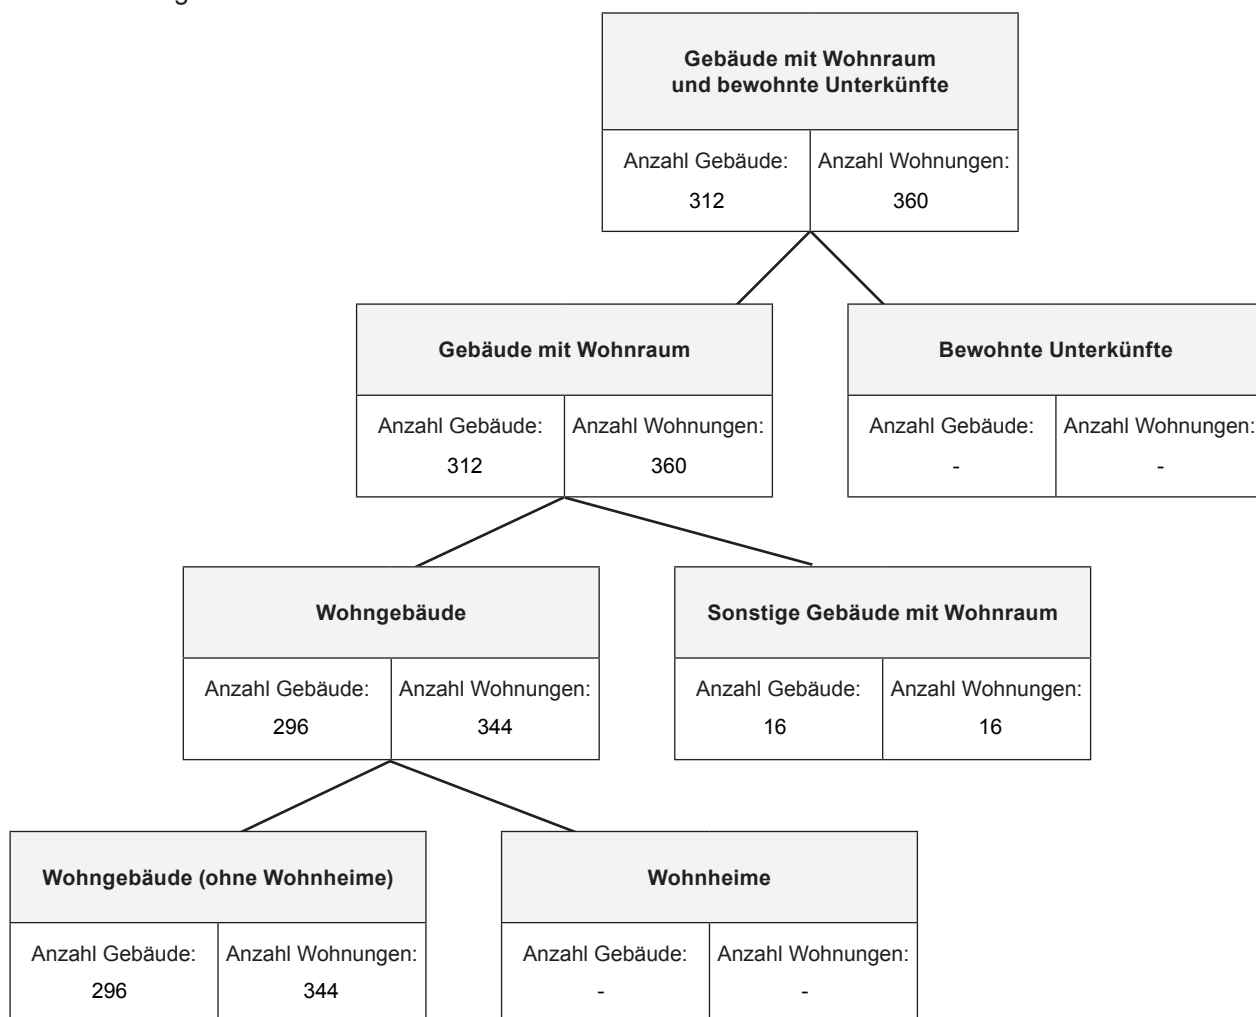 Gebäude mit Wohnraum
und bewohnte Unterkünfte
Anzahl Gebäude: Anzahl Wohnungen:
312 360
Gebäude mit Wohnraum
Anzahl Gebäude: Anzahl Wohnungen:
312 360
Bewohnte Unterkünfte
Anzahl Gebäude: Anzahl Wohnungen:
- -
Wohngebäude
Anzahl Gebäude: Anzahl Wohnungen:
296 344
Sonstige Gebäude mit Wohnraum
Anzahl Gebäude: Anzahl Wohnungen:
16 16
Wohngebäude (ohne Wohnheime)
Anzahl Gebäude: Anzahl Wohnungen:
296 344
Wohnheime
Anzahl Gebäude: Anzahl Wohnungen:
- -